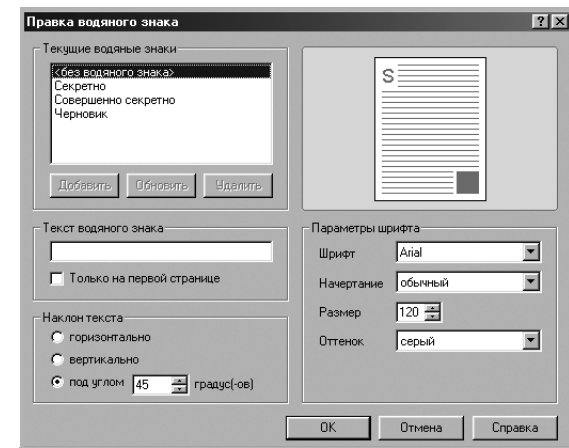 Правка водяного знака
Текущие водяные знаки
<без водяного знака>
Секретно
Совершенно секретно
Черновик
Добавить Обновить Удалить
S
Текст водяного знака
Только на первой странице
Наклон текста
горизонтально
вертикально
под углом 45 градус(-ов)
Параметры шрифта
Шрифт Arial
Начертание обычный
Размер 120
Оттенок серый
OK Отмена Справка